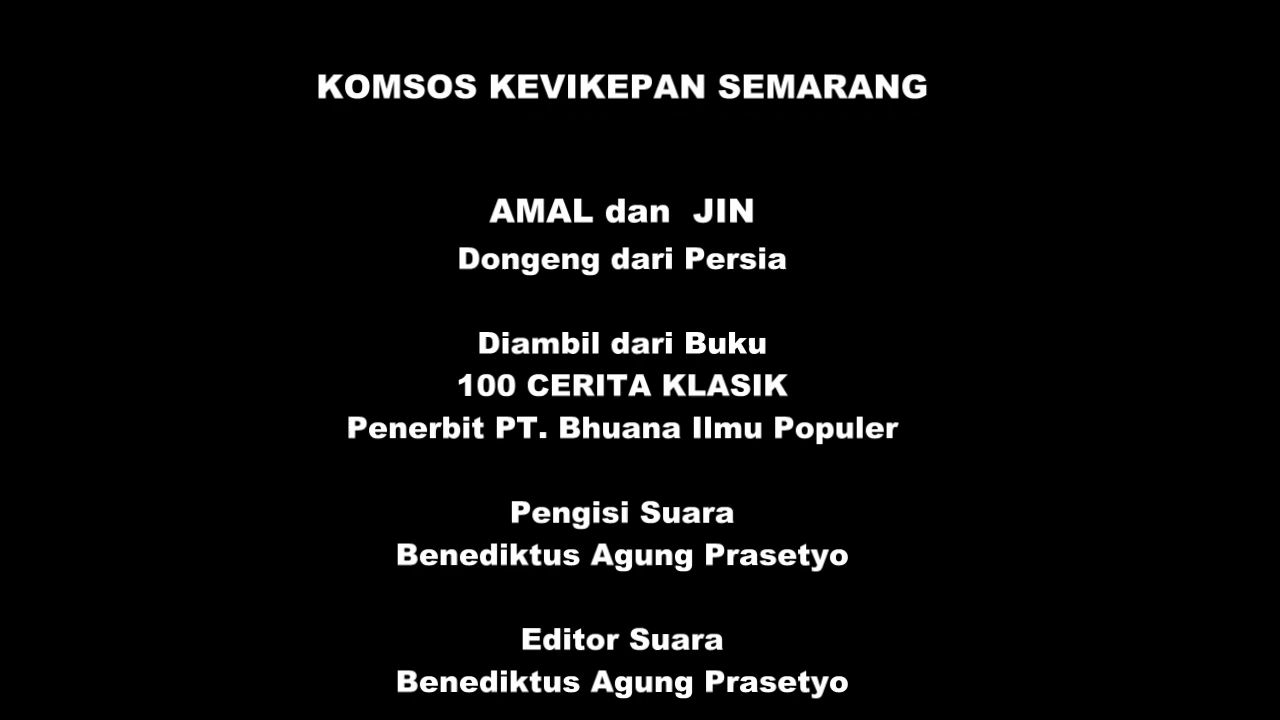 KOMSOS KEVIKEPAN SEMARANG
AMAL dan  JIN
Dongeng dari Persia
Diambil dari Buku
100 CERITA KLASIK
Penerbit PT. Bhuana Ilmu Populer
Pengisi Suara
Benediktus Agung Prasetyo
Editor Suara
Benediktus Agung Prasetyo